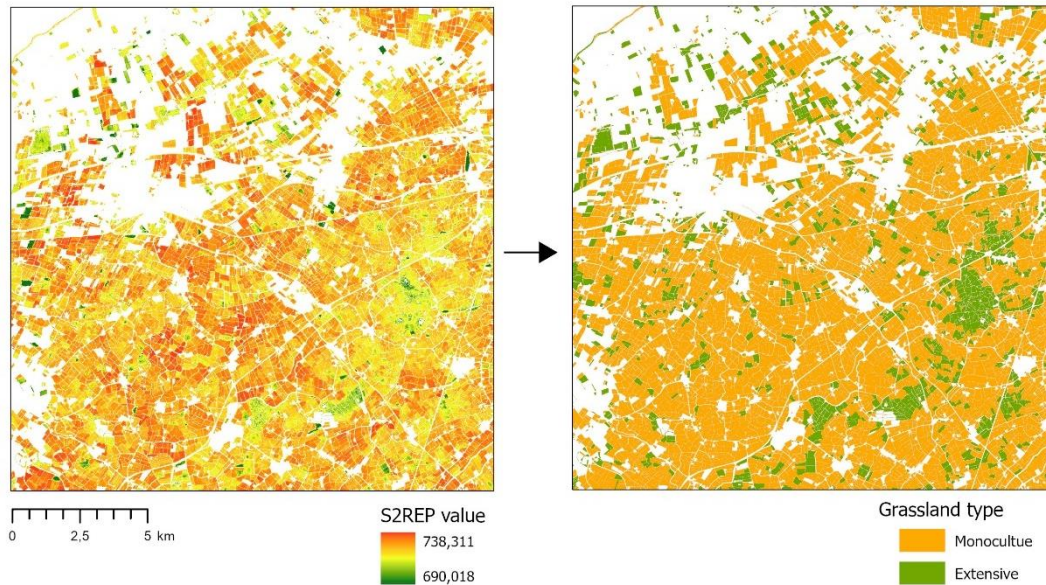 0 2,5 5 km
S2REP value
738,311
690,018
Grassland type
Monocultue
Extensive